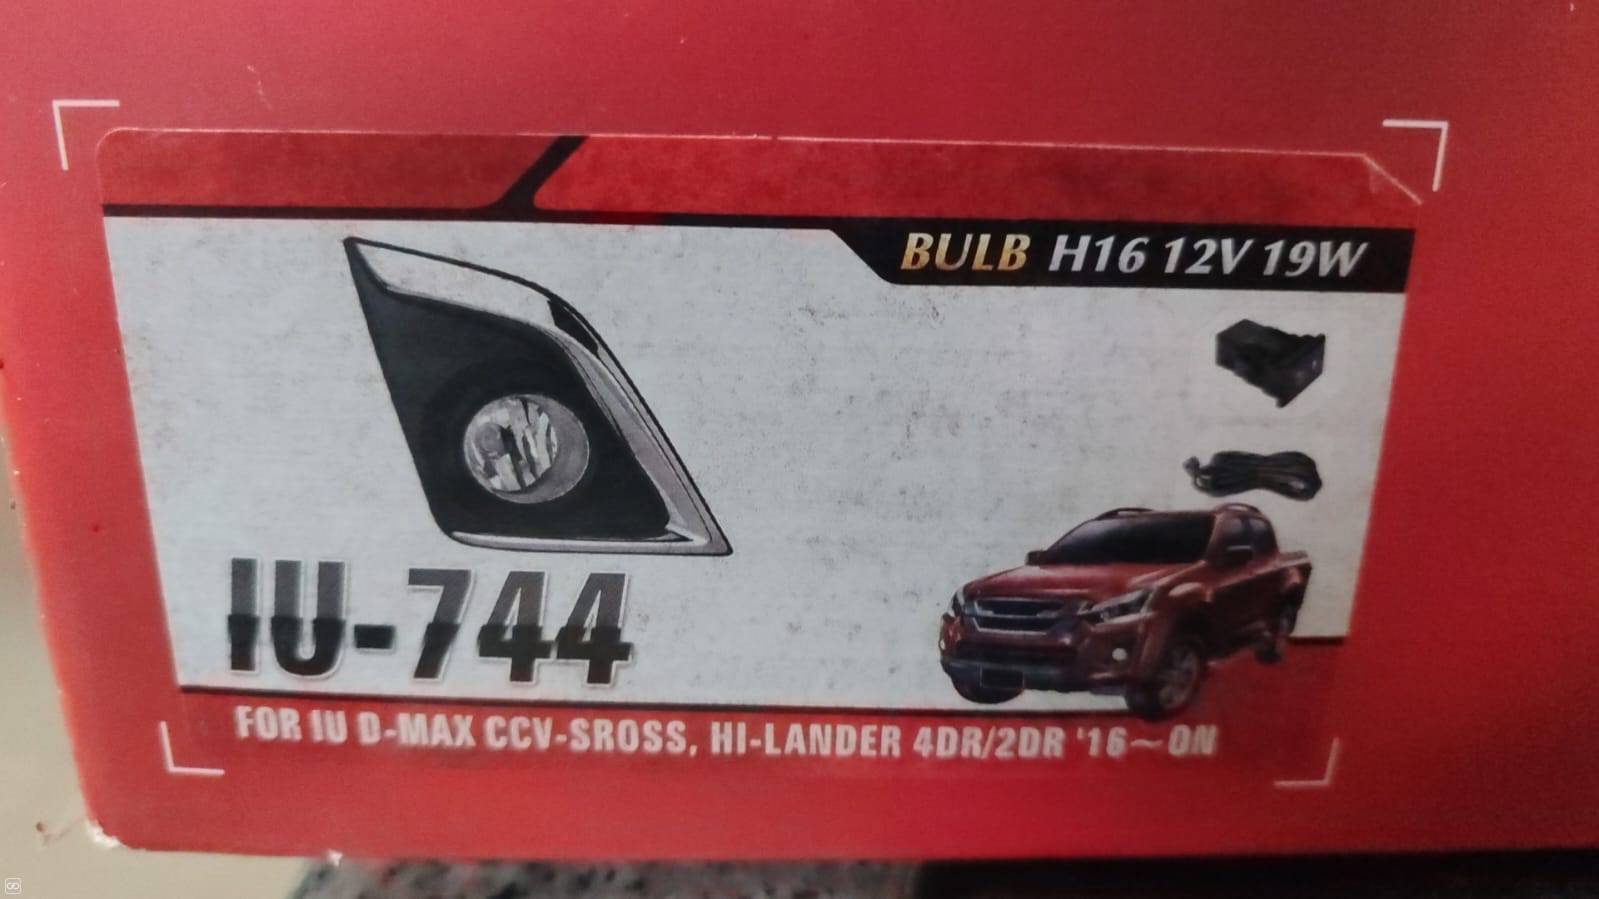 BULB H16 12V 19W
IU-744
FOR IU D-MAX CCV-SROSS, HI-LANDER 4DR/2DR '16~ON